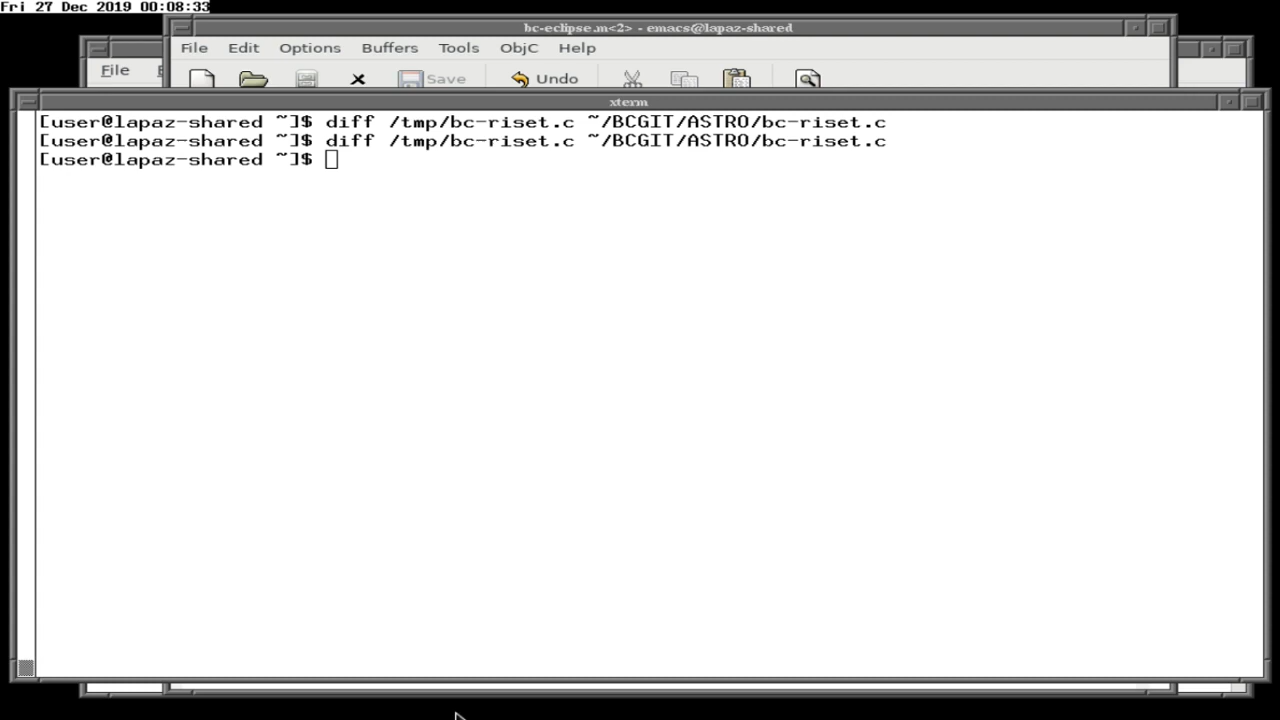 Fri 27 Dec 2019 00:08:33
bc-eclipse.m<2> - emacs@lapaz-shared
File Edit Options Buffers Tools ObjC Help
File
Save Undo
xterm
[user@lapaz-shared ~]$ diff /tmp/bc-riset.c ~/BCGIT/ASTRO/bc-riset.c
[user@lapaz-shared ~]$ diff /tmp/bc-riset.c ~/BCGIT/ASTRO/bc-riset.c
[user@lapaz-shared ~]$